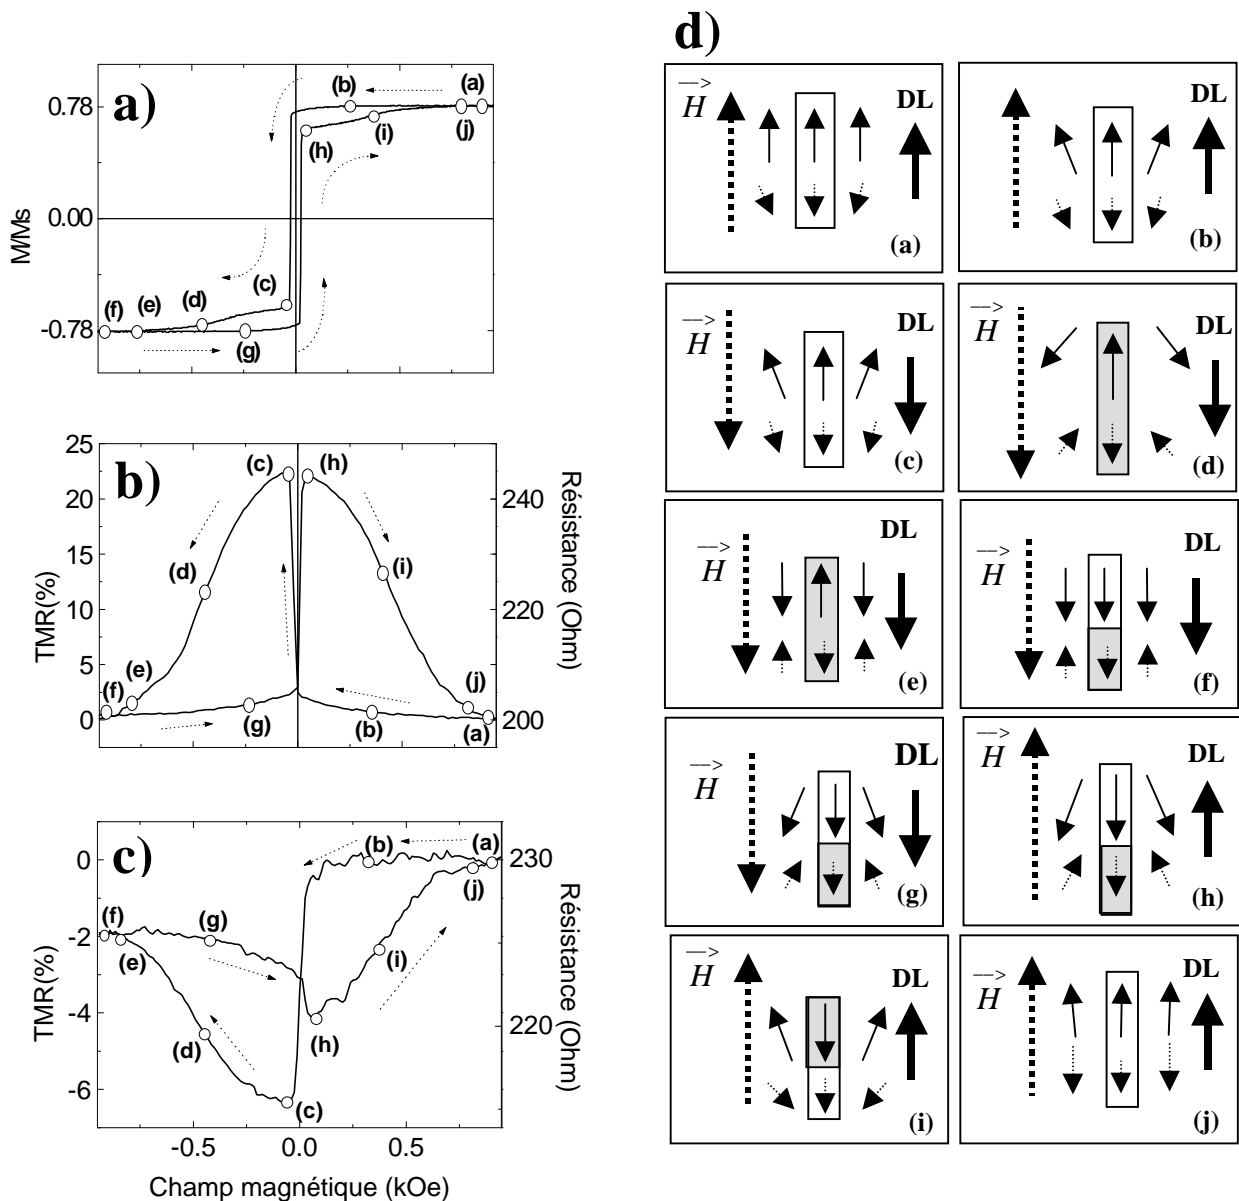 a)
M/Ms
0.78
0.00
-0.78
(a)
(b)
(j)
(i)
(h)
(c)
(d)
(e)
(f)
(g)
b)
TMR(%)
25
20
15
10
5
0
Résistance (Ohm)
240
220
200
(c)
(h)
(d)
(i)
(e)
(f)
(g)
(b)
(j)
(a)
c)
TMR(%)
0
-2
-4
-6
Résistance (Ohm)
230
220
(a)
(b)
(j)
(f)
(g)
(e)
(i)
(d)
(h)
(c)
-0.5
0.0
0.5
Champ magnétique (kOe)
d)
H
DL
(a)
DL
(b)
H
DL
(c)
H
DL
(d)
H
DL
(e)
H
DL
(f)
H
DL
(g)
H
DL
(h)
H
DL
(i)
H
DL
(j)